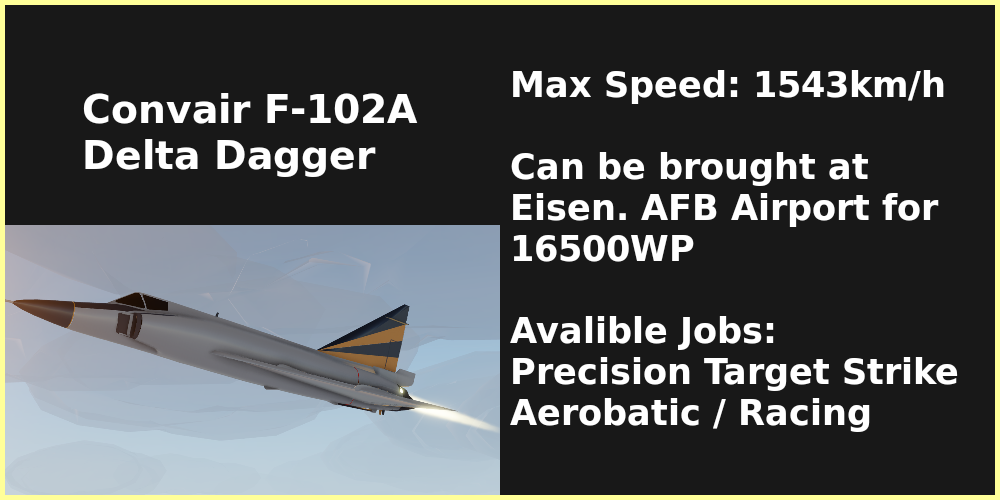 Convair F-102A
Delta Dagger
Max Speed: 1543km/h
Can be brought at
Eisen. AFB Airport for
16500WP
Avalible Jobs:
Precision Target Strike
Aerobatic / Racing